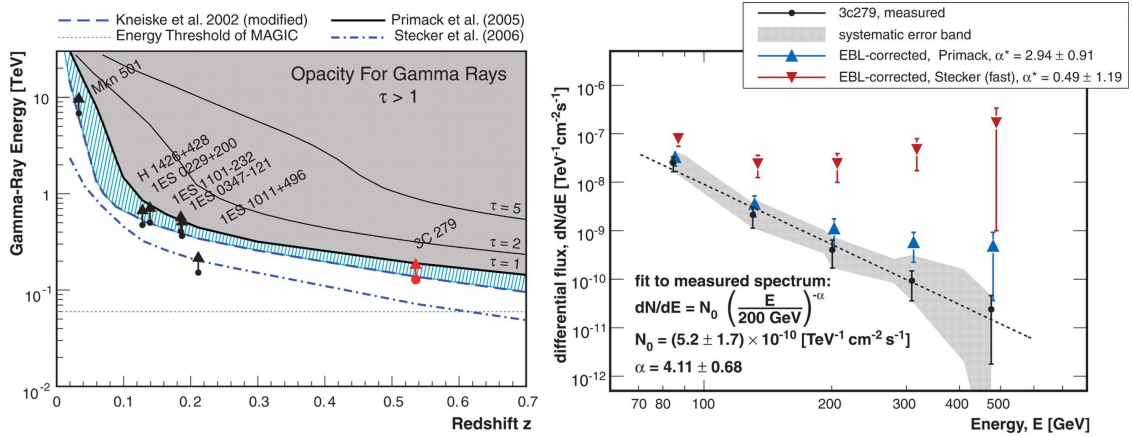 Kneiske et al. 2002 (modified)
Primack et al. (2005)
Energy Threshold of MAGIC
Stecker et al. (2006)
Gamma-Ray Energy [TeV]
10
1
10⁻¹
10⁻²
Opacity For Gamma Rays
τ > 1
Mkn 501
H 1426+428
1ES 0229+200
1ES 1101-232
1ES 0347-121
1ES 1011+496
3C 279
τ = 5
τ = 2
τ = 1
0 0.1 0.2 0.3 0.4 0.5 0.6 0.7
Redshift z
3c279, measured
systematic error band
EBL-corrected, Primack, α* = 2.94 ± 0.91
EBL-corrected, Stecker (fast), α* = 0.49 ± 1.19
differential flux, dN/dE [TeV⁻¹cm⁻²s⁻¹]
10⁻⁶
10⁻⁷
10⁻⁸
10⁻⁹
10⁻¹⁰
10⁻¹¹
10⁻¹²
fit to measured spectrum:
dN/dE = N₀ (E / 200 GeV)^-α
N₀ = (5.2 ± 1.7) × 10⁻¹⁰ [TeV⁻¹ cm⁻² s⁻¹]
α = 4.11 ± 0.68
70 80 100 200 300 400 500
Energy, E [GeV]